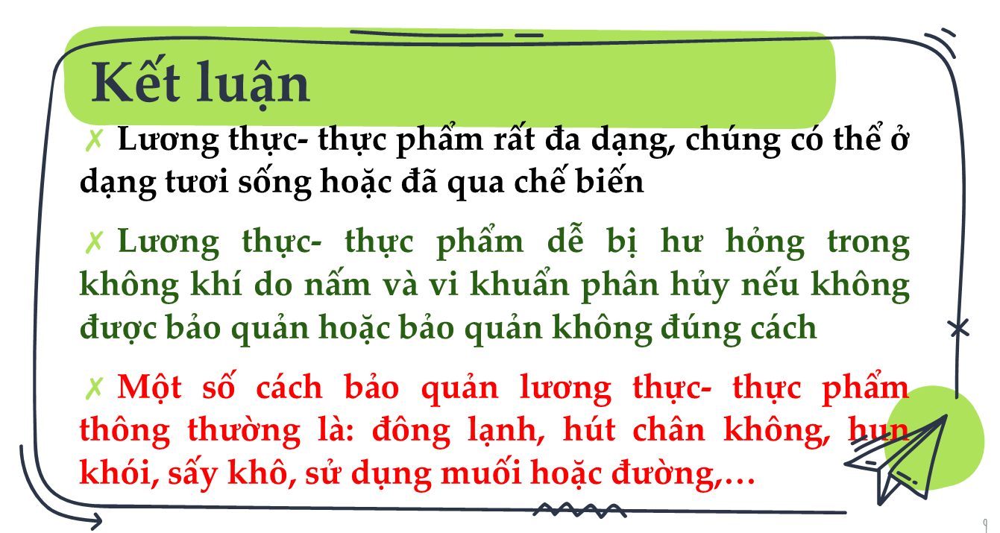 Kết luận
✗ Lương thực- thực phẩm rất đa dạng, chúng có thể ở
dạng tươi sống hoặc đã qua chế biến
✗ Lương thực- thực phẩm dễ bị hư hỏng trong
không khí do nấm và vi khuẩn phân hủy nếu không
được bảo quản hoặc bảo quản không đúng cách
✗ Một số cách bảo quản lương thực- thực phẩm
thông thường là: đông lạnh, hút chân không, hun
khói, sấy khô, sử dụng muối hoặc đường,...
9